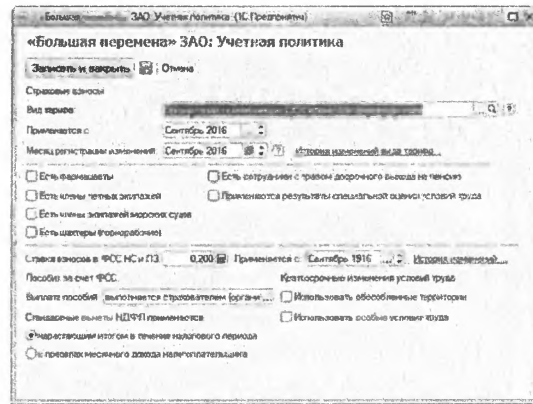 «Большая перемена» ЗАО: Учетная политика (1С:Предприятие)
«Большая перемена» ЗАО: Учетная политика
Записать и закрыть Отмена
Страховые взносы
Вид тарифа:
Применяется с: Сентябрь 2016
Месяц регистрации изменений: Сентябрь 2016 ? История изменений вида тарифа...
Есть фармацевты Есть сотрудники с правом досрочного выхода на пенсию
Есть члены летных экипажей Применяются результаты специальной оценки условий труда
Есть члены экипажей морских судов
Есть шахтеры (горнорабочие)
Ставка взносов в ФСС НС и ПЗ: 0,200 Применяется с: Сентябрь 1916 ... История изменений...
Пособия за счет ФСС Краткосрочные изменения условий труда
Выплата пособий: выполняется страхователем (органи... Использовать обособленные территории
Стандартные вычеты НДФЛ применяются Использовать особые условия труда
нарастающим итогом в течение налогового периода
в пределах месячного дохода налогоплательщика